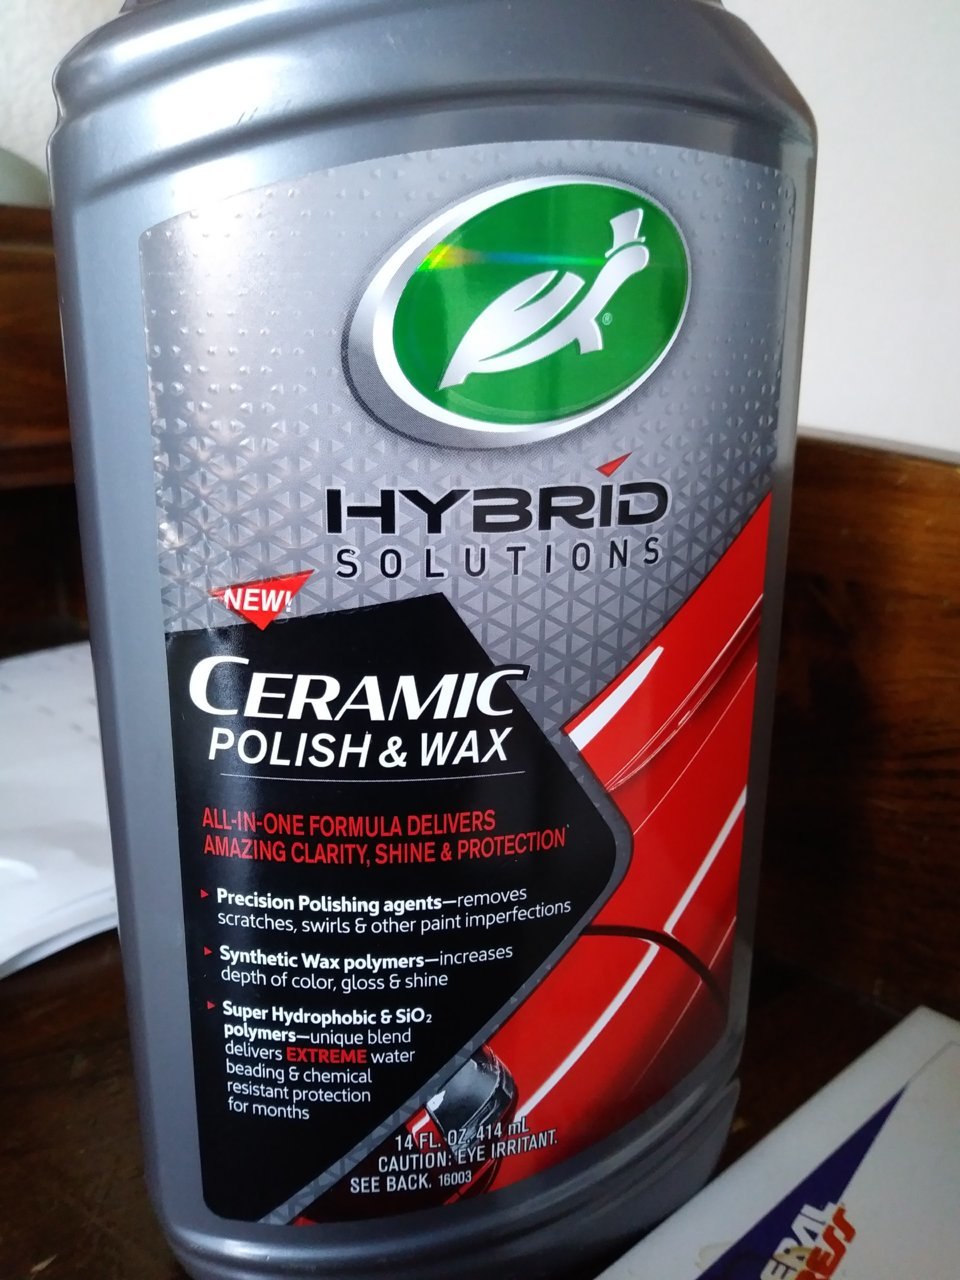 ®
HYBRID
SOLUTIONS
NEW!
CERAMIC
POLISH & WAX
ALL-IN-ONE FORMULA DELIVERS
AMAZING CLARITY, SHINE & PROTECTION
Precision Polishing agents—removes
scratches, swirls & other paint imperfections
Synthetic Wax polymers—increases
depth of color, gloss & shine
Super Hydrophobic & SiO₂
polymers—unique blend
delivers EXTREME water
beading & chemical
resistant protection
for months
14 FL. OZ. 414 mL
CAUTION: EYE IRRITANT.
SEE BACK. 16003